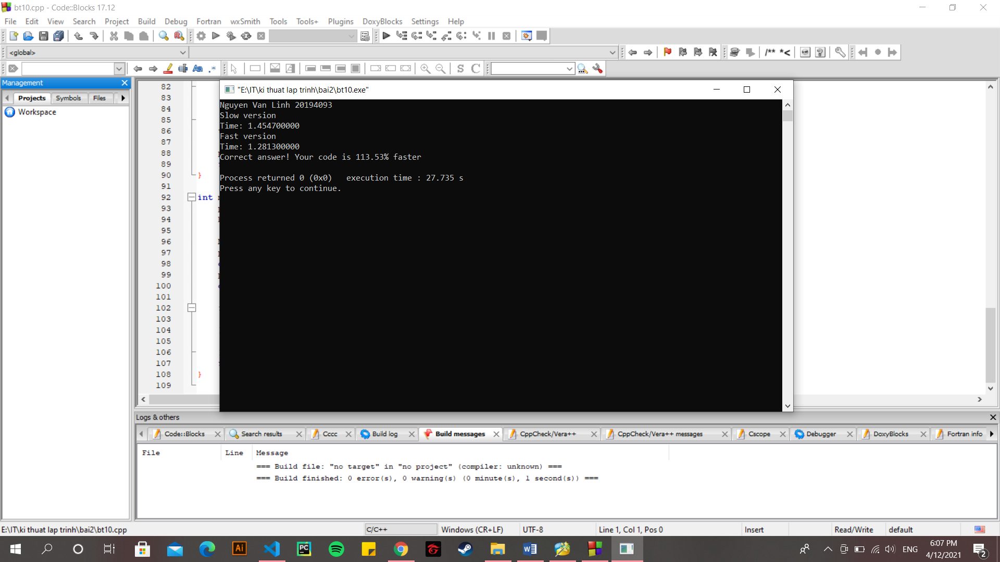 bt10.cpp - Code::Blocks 17.12
File Edit View Search Project Build Debug Fortran wxSmith Tools Tools+ Plugins DoxyBlocks Settings Help
<global>
/** *<
Management
Projects Symbols Files
Workspace
82
83
84
85
86
87
88
89
90 }
91
92 int
93
94
95
96
97
98
99
100
101
102
103
104
105
106
107
108 }
109
"E:\IT\ki thuat lap trinh\bai2\bt10.exe"
Nguyen Van Linh 20194093
Slow version
Time: 1.454700000
Fast version
Time: 1.281300000
Correct answer! Your code is 113.53% faster
Process returned 0 (0x0)   execution time : 27.735 s
Press any key to continue.
Logs & others
Code::Blocks Search results Cccc Build log Build messages CppCheck/Vera++ CppCheck/Vera++ messages Cscope Debugger DoxyBlocks Fortran info
File Line Message
=== Build file: "no target" in "no project" (compiler: unknown) ===
=== Build finished: 0 error(s), 0 warning(s) (0 minute(s), 1 second(s)) ===
E:\IT\ki thuat lap trinh\bai2\bt10.cpp C/C++ Windows (CR+LF) UTF-8 Line 1, Col 1, Pos 0 Insert Read/Write default
ENG
6:07 PM
4/12/2021
2